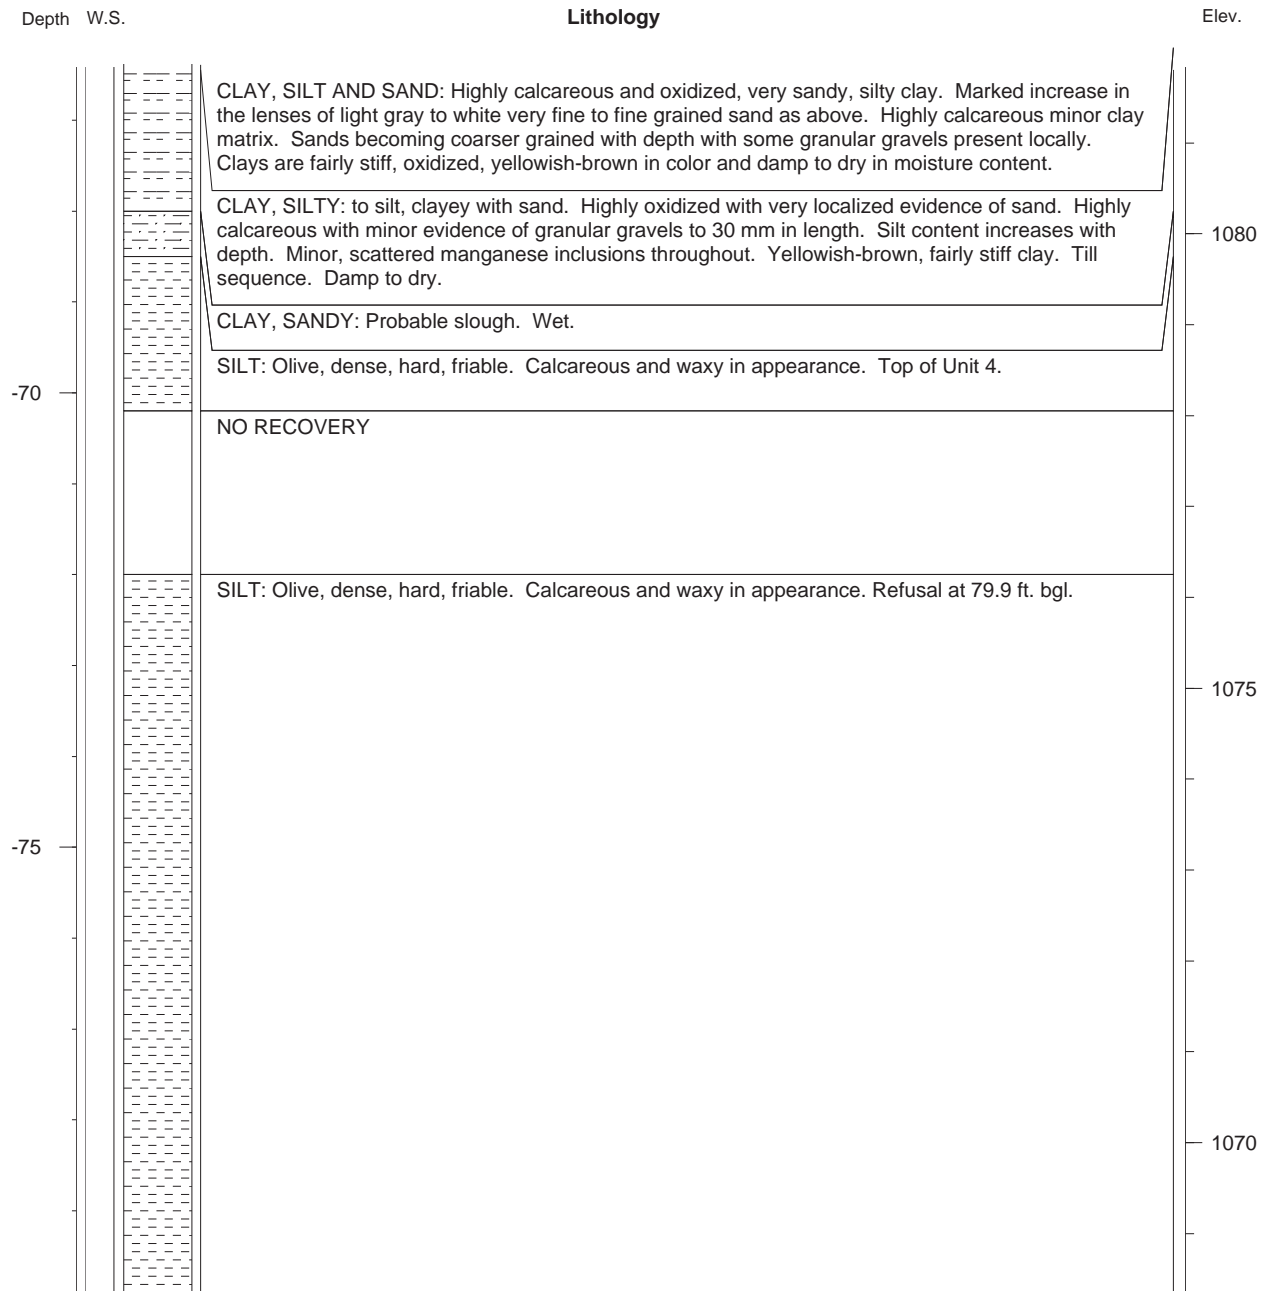 Depth W.S. Lithology Elev.
CLAY, SILT AND SAND: Highly calcareous and oxidized, very sandy, silty clay. Marked increase in
the lenses of light gray to white very fine to fine grained sand as above. Highly calcareous minor clay
matrix. Sands becoming coarser grained with depth with some granular gravels present locally.
Clays are fairly stiff, oxidized, yellowish-brown in color and damp to dry in moisture content.
CLAY, SILTY: to silt, clayey with sand. Highly oxidized with very localized evidence of sand. Highly
calcareous with minor evidence of granular gravels to 30 mm in length. Silt content increases with
1080
depth. Minor, scattered manganese inclusions throughout. Yellowish-brown, fairly stiff clay. Till
sequence. Damp to dry.
CLAY, SANDY: Probable slough. Wet.
SILT: Olive, dense, hard, friable. Calcareous and waxy in appearance. Top of Unit 4.
-70
NO RECOVERY
SILT: Olive, dense, hard, friable. Calcareous and waxy in appearance. Refusal at 79.9 ft. bgl.
1075
-75
1070